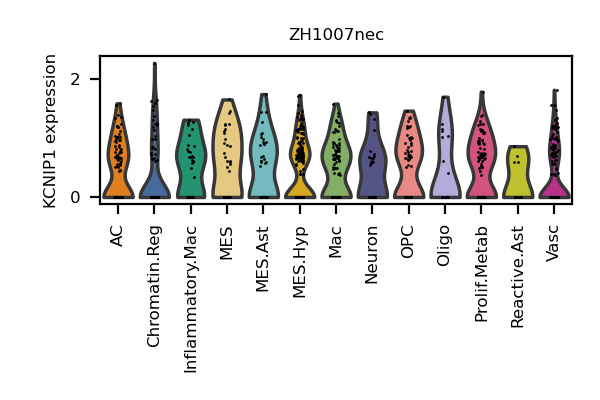 ZH1007nec
KCNIP1 expression
2
0
AC
Chromatin.Reg
Inflammatory.Mac
MES
MES.Ast
MES.Hyp
Mac
Neuron
OPC
Oligo
Prolif.Metab
Reactive.Ast
Vasc